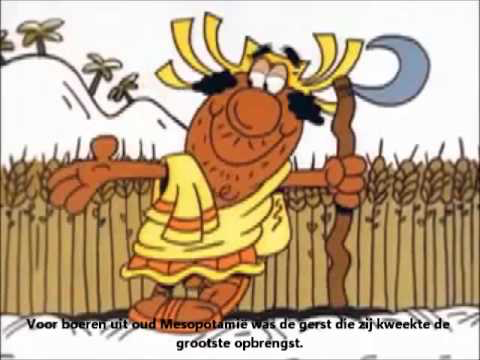 Voor boeren uit oud Mesopotamië was de gerst die zij kweekte de
grootste opbrengst.